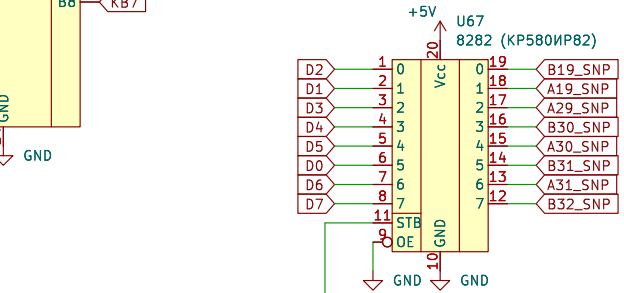 B8
KB7
+5V
U67
8282 (КР580ИР82)
20
Vcc
D2 1 0 0 19 B19_SNP
D1 2 1 1 18 A19_SNP
D3 3 2 2 17 A29_SNP
D4 4 3 3 16 B30_SNP
D5 5 4 4 15 A30_SNP
D0 6 5 5 14 B31_SNP
D6 7 6 6 13 A31_SNP
D7 8 7 7 12 B32_SNP
11 STB
9 OE
GND
10
GND
GND
GND
GND